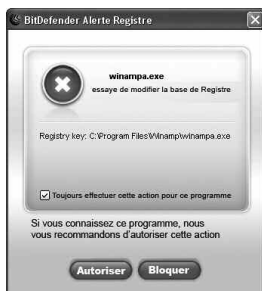 BitDefender Alerte Registre
winampa.exe
essaye de modifier la base de Registre
Registry key: C:\Program Files\Winamp\winampa.exe
Toujours effectuer cette action pour ce programme
Si vous connaissez ce programme, nous
vous recommandons d'autoriser cette action
Autoriser
Bloquer